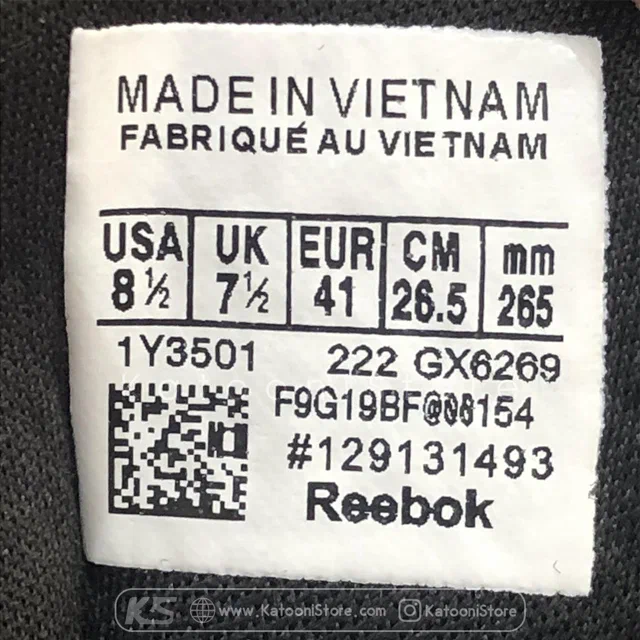 MADE IN VIETNAM
FABRIQUÉ AU VIETNAM
USA UK EUR CM mm
8½ 7½ 41 26.5 265
1Y3501 222 GX6269
#129131493
Reebok
KS www.KatooniStore.com KatooniStore